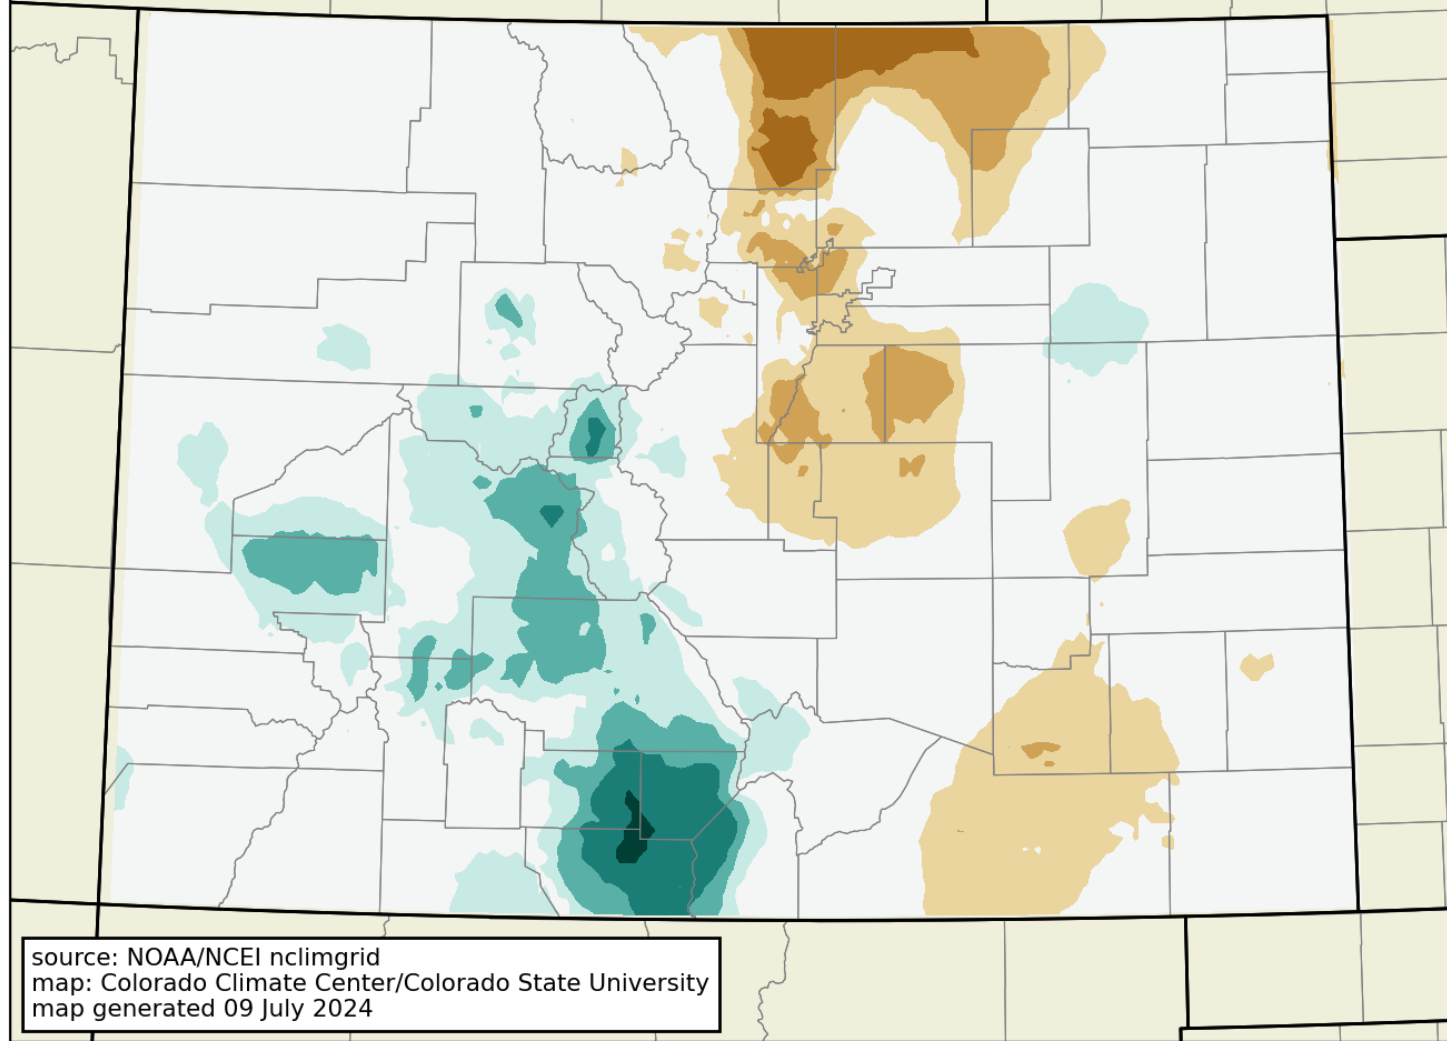 source: NOAA/NCEI nclimgrid
map: Colorado Climate Center/Colorado State University
map generated 09 July 2024